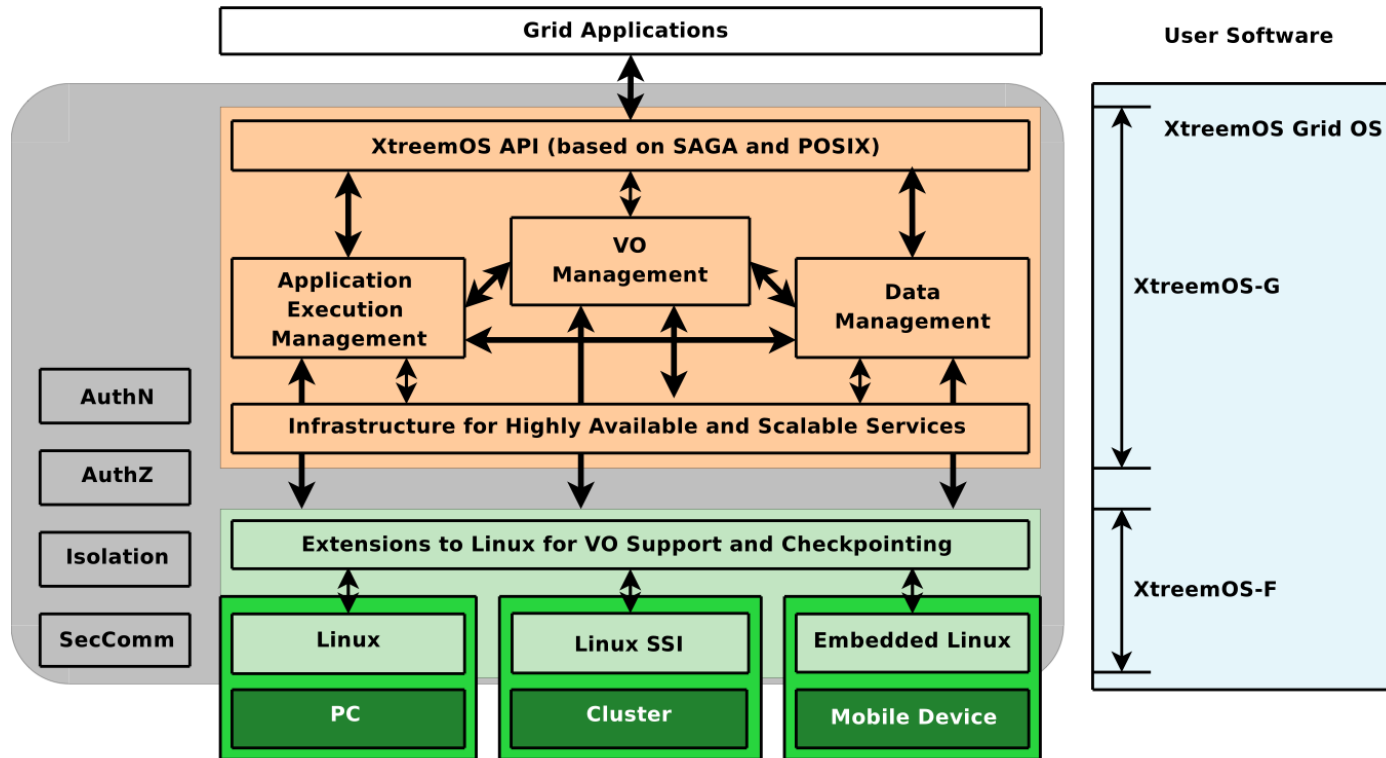 Grid Applications
User Software
XtreemOS API (based on SAGA and POSIX)
XtreemOS Grid OS
VO
Management
Application
Execution
Management
Data
Management
XtreemOS-G
AuthN
Infrastructure for Highly Available and Scalable Services
AuthZ
Isolation
Extensions to Linux for VO Support and Checkpointing
XtreemOS-F
SecComm
Linux
Linux SSI
Embedded Linux
PC
Cluster
Mobile Device